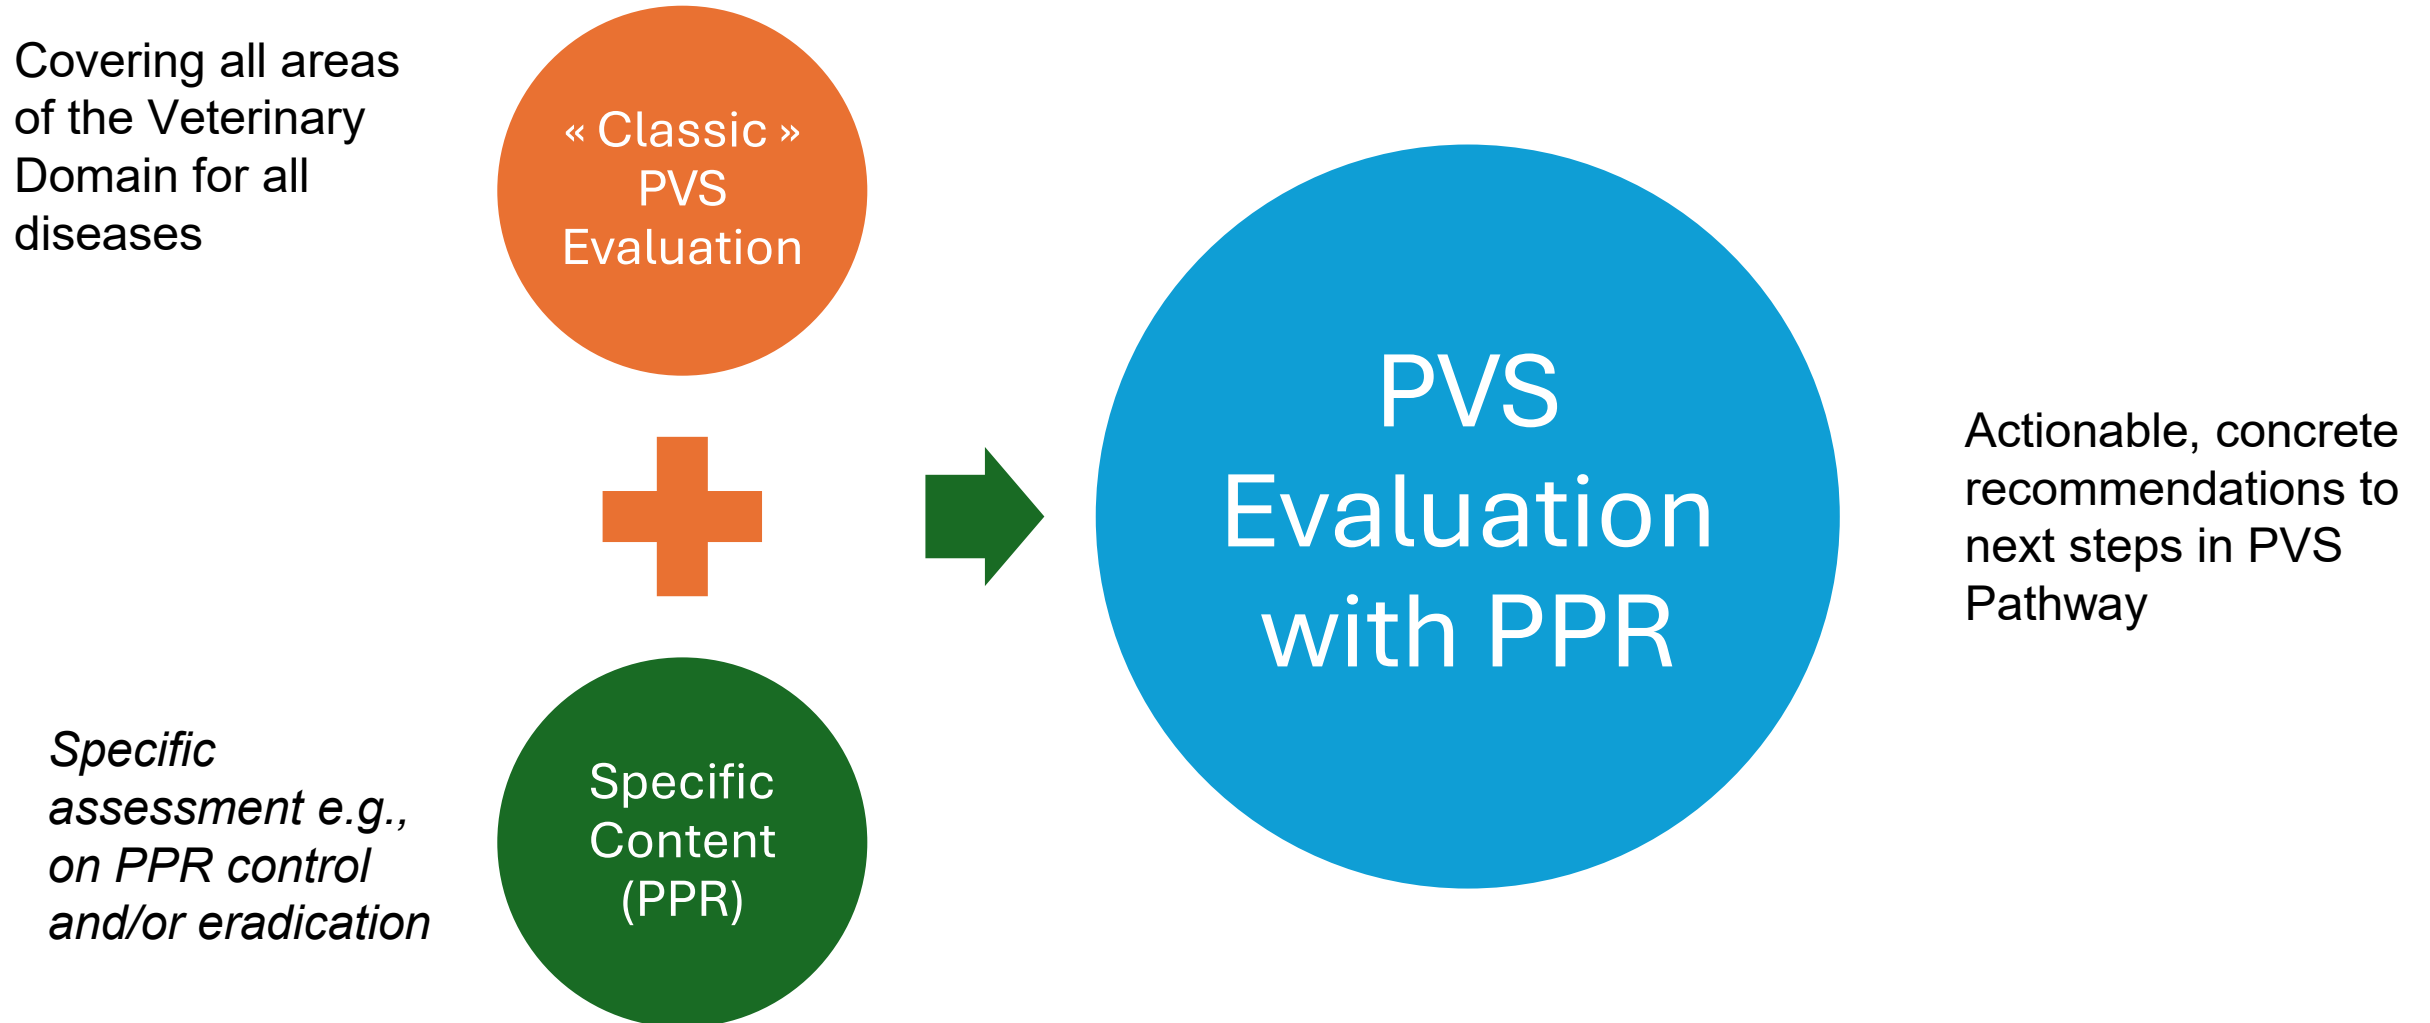 Covering all areas
of the Veterinary
Domain for all
diseases
« Classic »
PVS
Evaluation
Specific
assessment e.g.,
on PPR control
and/or eradication
Specific
Content
(PPR)
PVS
Evaluation
with PPR
Actionable, concrete
recommendations to
next steps in PVS
Pathway